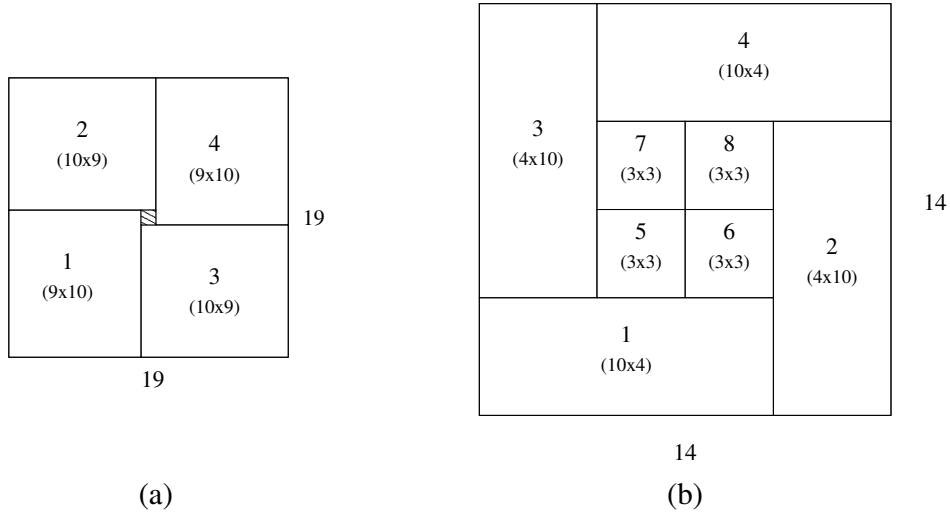 2
(10x9)
4
(9x10)
1
(9x10)
3
(10x9)
19
19
(a)
4
(10x4)
3
(4x10)
7
(3x3)
8
(3x3)
5
(3x3)
6
(3x3)
2
(4x10)
1
(10x4)
14
14
(b)